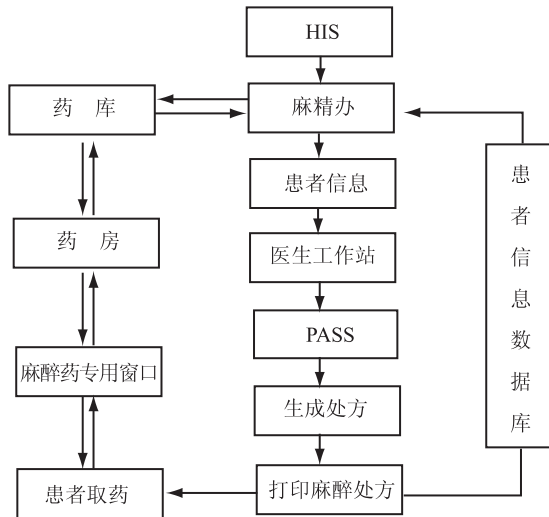 HIS
药 库
麻精办
患者信息
药 房
医生工作站
PASS
麻醉药专用窗口
生成处方
患者取药
打印麻醉处方
患
者
信
息
数
据
库